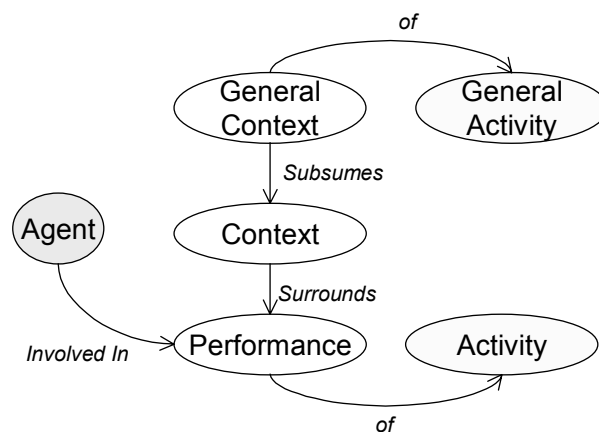 of
General
Context
General
Activity
Subsumes
Agent
Context
Surrounds
Involved In
Performance
Activity
of